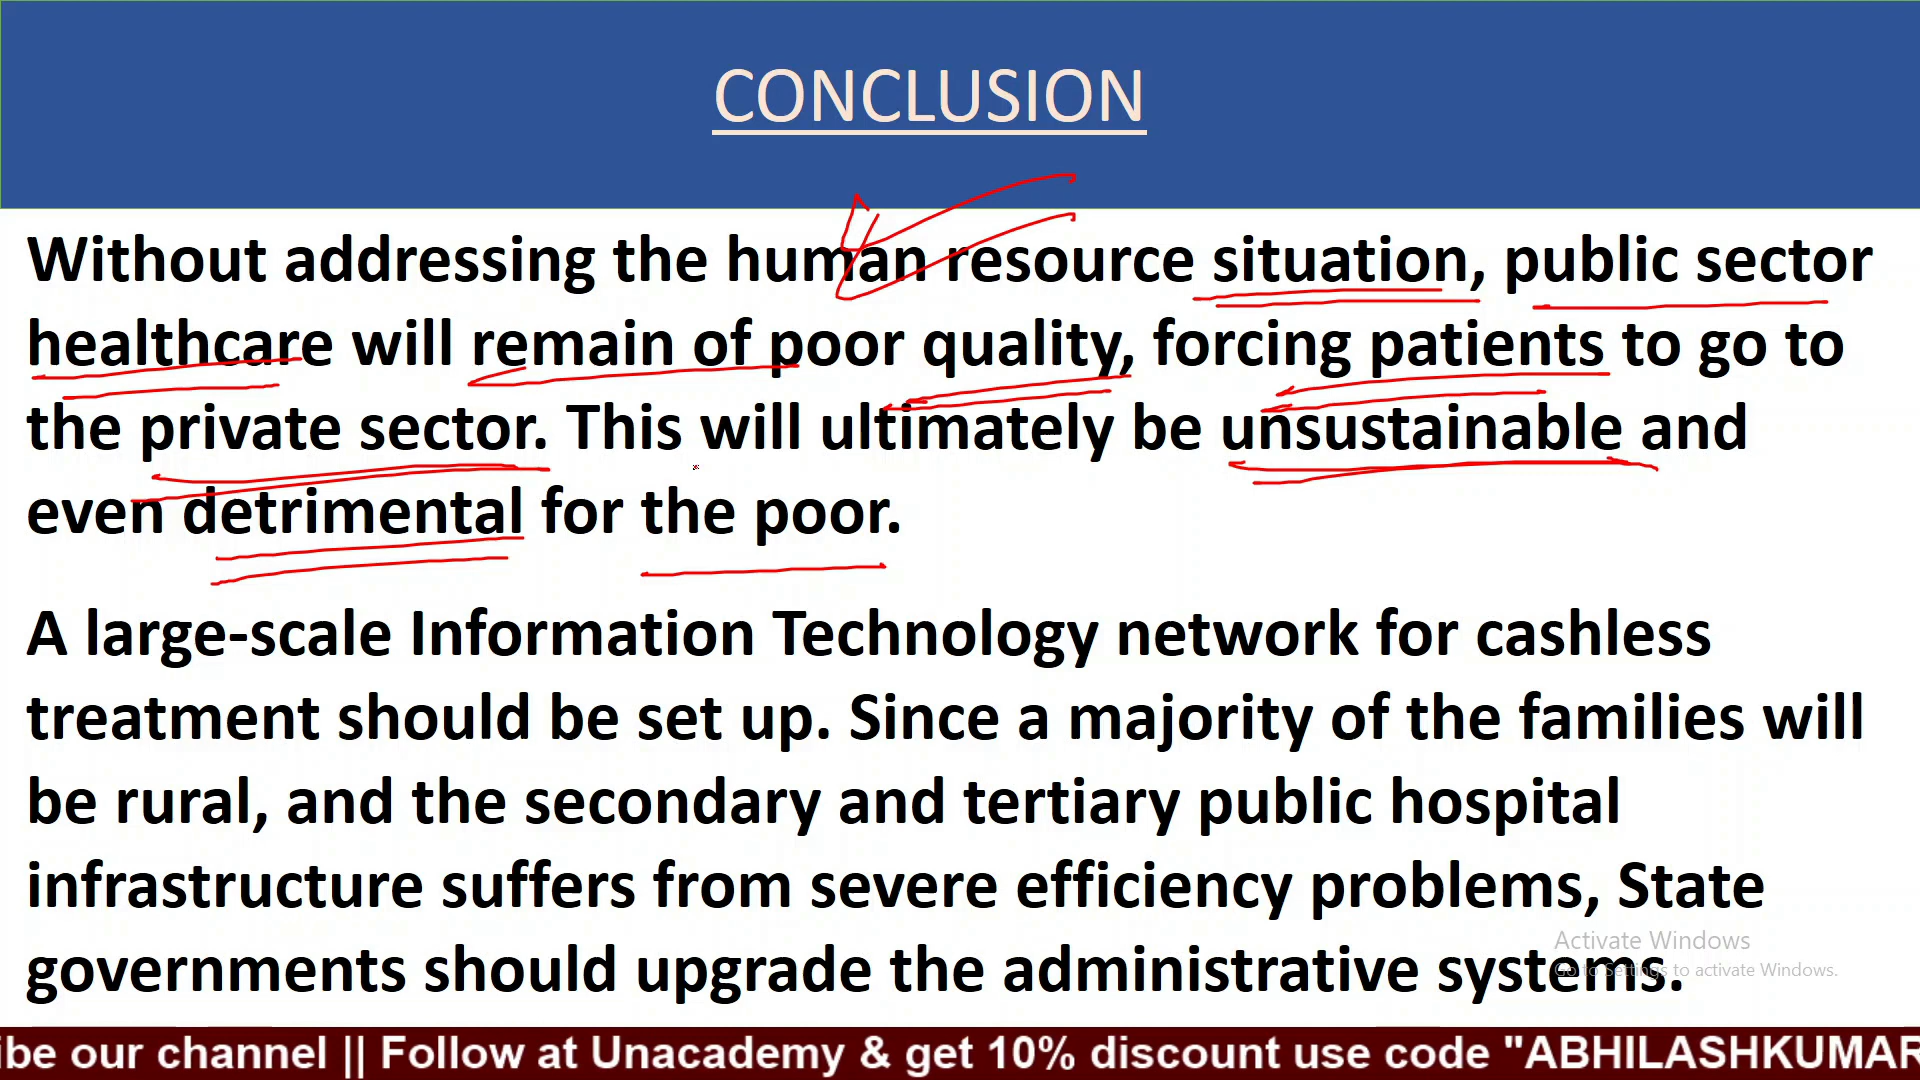 CONCLUSION
Without addressing the human resource situation, public sector
healthcare will remain of poor quality, forcing patients to go to
the private sector. This will ultimately be unsustainable and
even detrimental for the poor.
A large-scale Information Technology network for cashless
treatment should be set up. Since a majority of the families will
be rural, and the secondary and tertiary public hospital
infrastructure suffers from severe efficiency problems, State
governments should upgrade the administrative systems.
Activate Windows
Go to Settings to activate Windows.
ibe our channel || Follow at Unacademy & get 10% discount use code "ABHILASHKUMAR